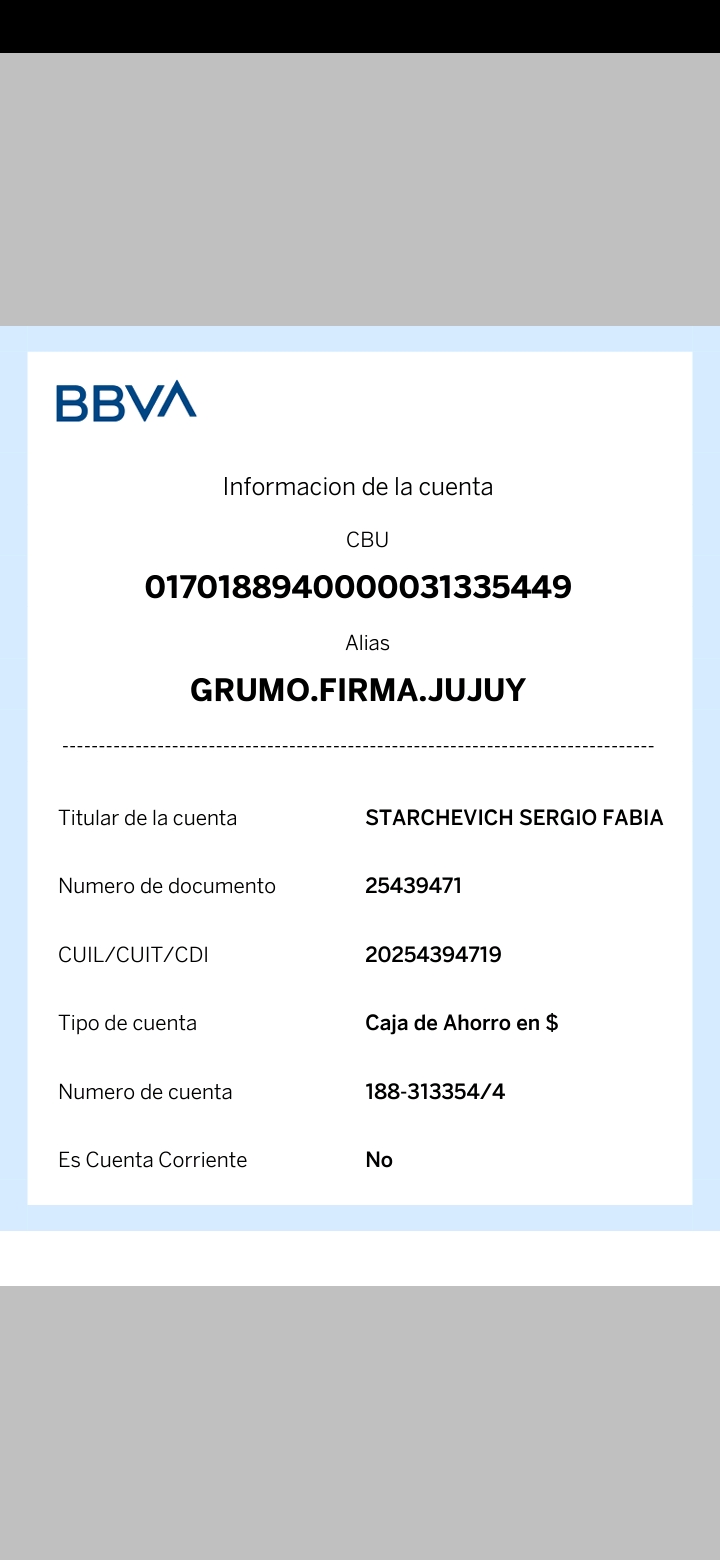 BBVA
Informacion de la cuenta
CBU
0170188940000031335449
Alias
GRUMO.FIRMA.JUJUY
--------------------------------------------------------------------------------
Titular de la cuenta STARCHEVICH SERGIO FABIA
Numero de documento 25439471
CUIL/CUIT/CDI 20254394719
Tipo de cuenta Caja de Ahorro en $
Numero de cuenta 188-313354/4
Es Cuenta Corriente No